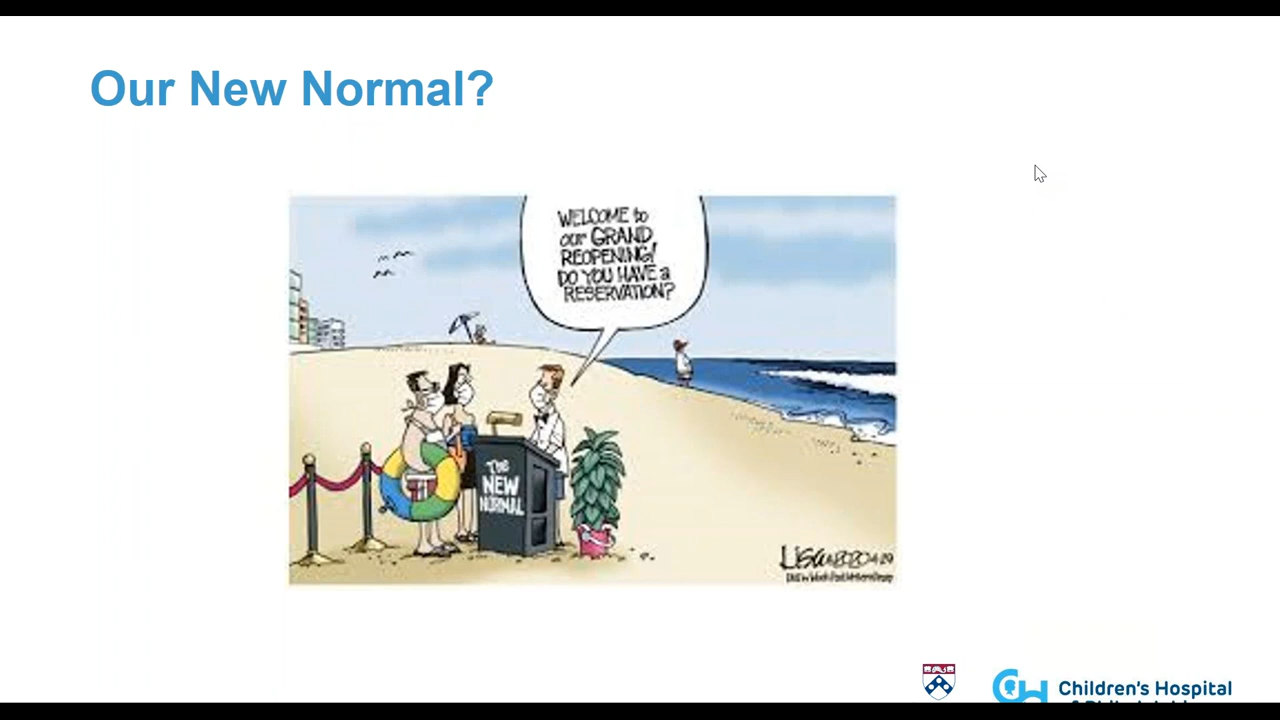 Our New Normal?
WELCOME to
our GRAND
REOPENING!
DO YOU HAVE a
RESERVATION?
The
NEW
NORMAL
Children's Hospital